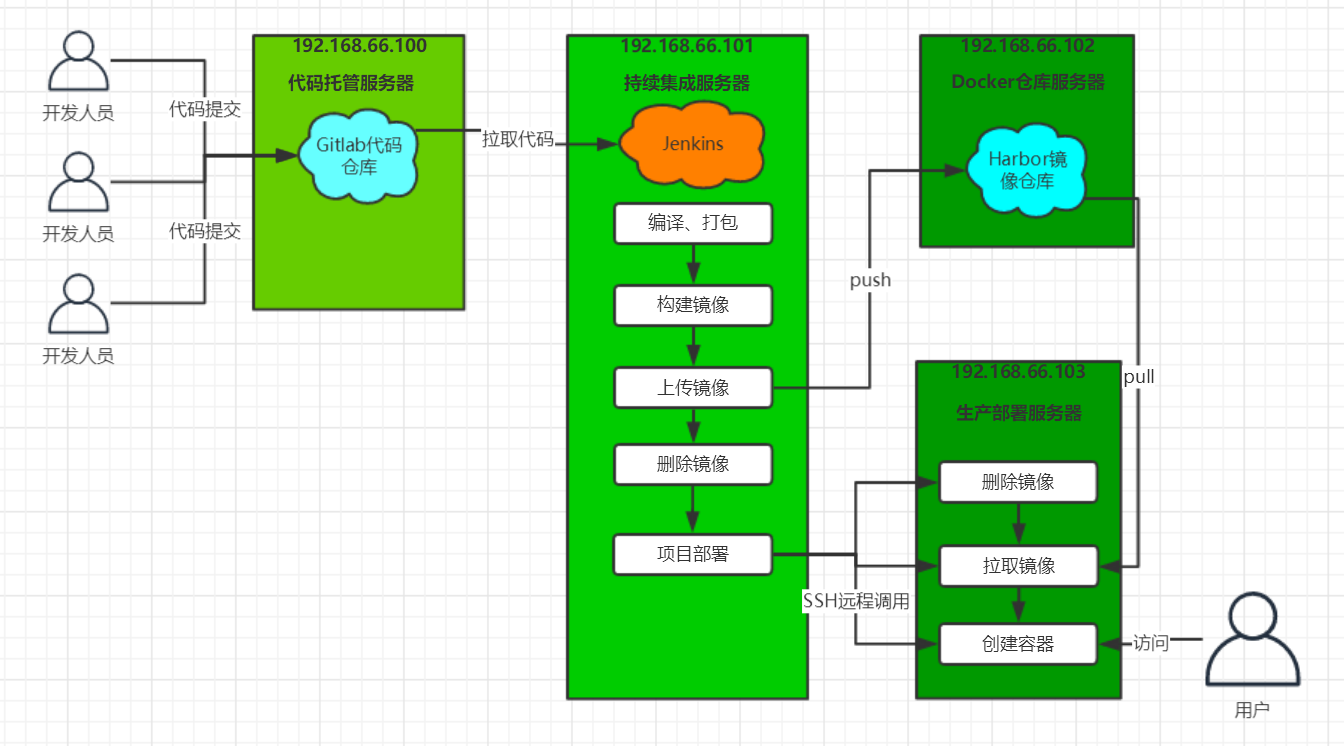 开发人员
开发人员
开发人员
代码提交
代码提交
192.168.66.100
代码托管服务器
Gitlab代码
仓库
拉取代码
192.168.66.101
持续集成服务器
Jenkins
编译、打包
构建镜像
上传镜像
删除镜像
项目部署
push
SSH远程调用
192.168.66.102
Docker仓库服务器
Harbor镜
像仓库
pull
192.168.66.103
生产部署服务器
删除镜像
拉取镜像
创建容器
访问
用户